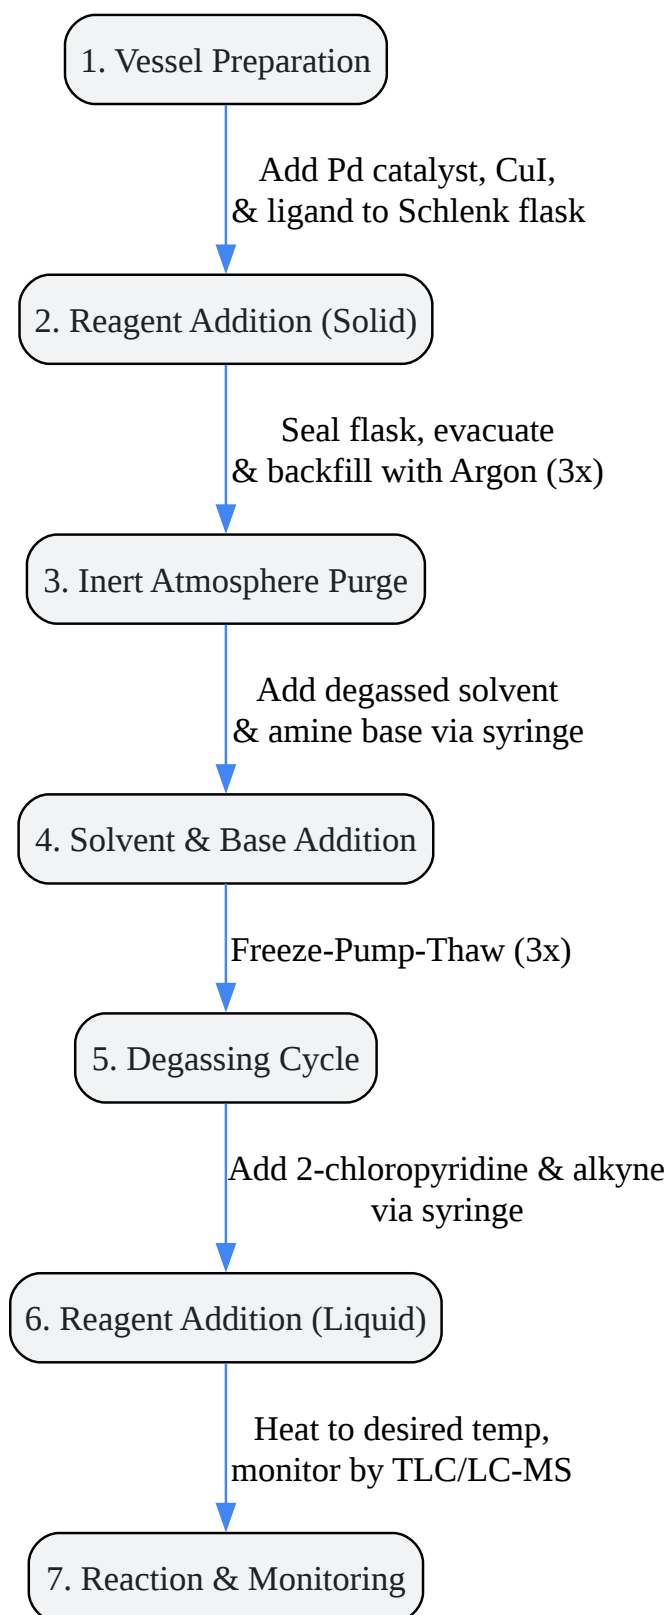 1. Vessel Preparation
Add Pd catalyst, CuI,
& ligand to Schlenk flask
2. Reagent Addition (Solid)
Seal flask, evacuate
& backfill with Argon (3x)
3. Inert Atmosphere Purge
Add degassed solvent
& amine base via syringe
4. Solvent & Base Addition
Freeze-Pump-Thaw (3x)
5. Degassing Cycle
Add 2-chloropyridine & alkyne
via syringe
6. Reagent Addition (Liquid)
Heat to desired temp,
monitor by TLC/LC-MS
7. Reaction & Monitoring